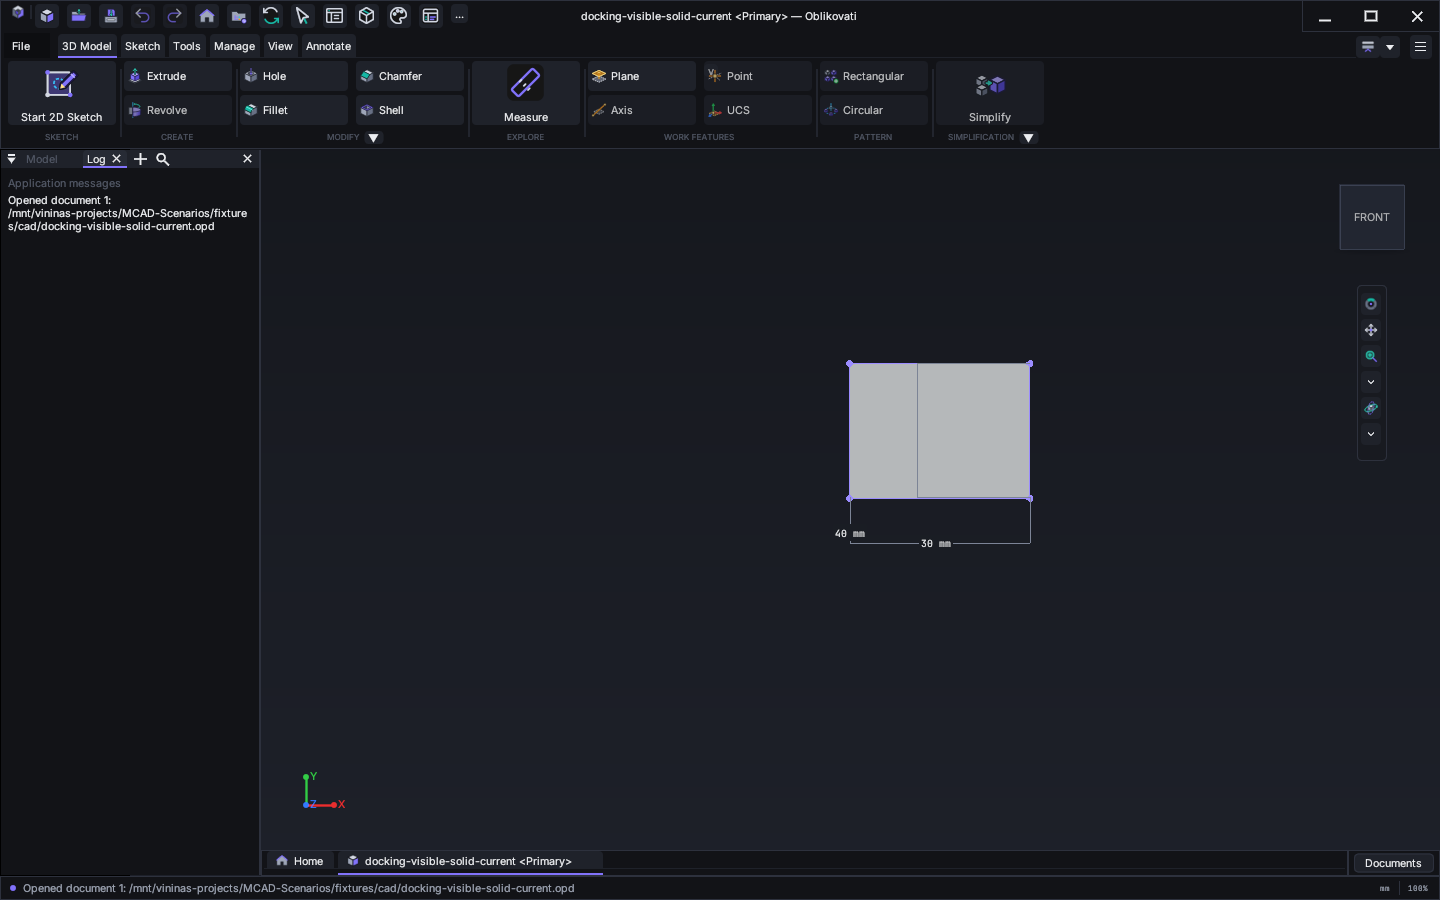 docking-visible-solid-current <Primary> — Oblikovati
File 3D Model Sketch Tools Manage View Annotate
Extrude Hole Chamfer Plane Point Rectangular
Revolve Fillet Shell Axis UCS Circular
Start 2D Sketch Measure Simplify
SKETCH CREATE MODIFY EXPLORE WORK FEATURES PATTERN SIMPLIFICATION
Model Log
Application messages
Opened document 1:
/mnt/vininas-projects/MCAD-Scenarios/fixture
s/cad/docking-visible-solid-current.opd
FRONT
40 mm
30 mm
Y
Z X
Home docking-visible-solid-current <Primary> Documents
Opened document 1: /mnt/vininas-projects/MCAD-Scenarios/fixtures/cad/docking-visible-solid-current.opd mm 100%